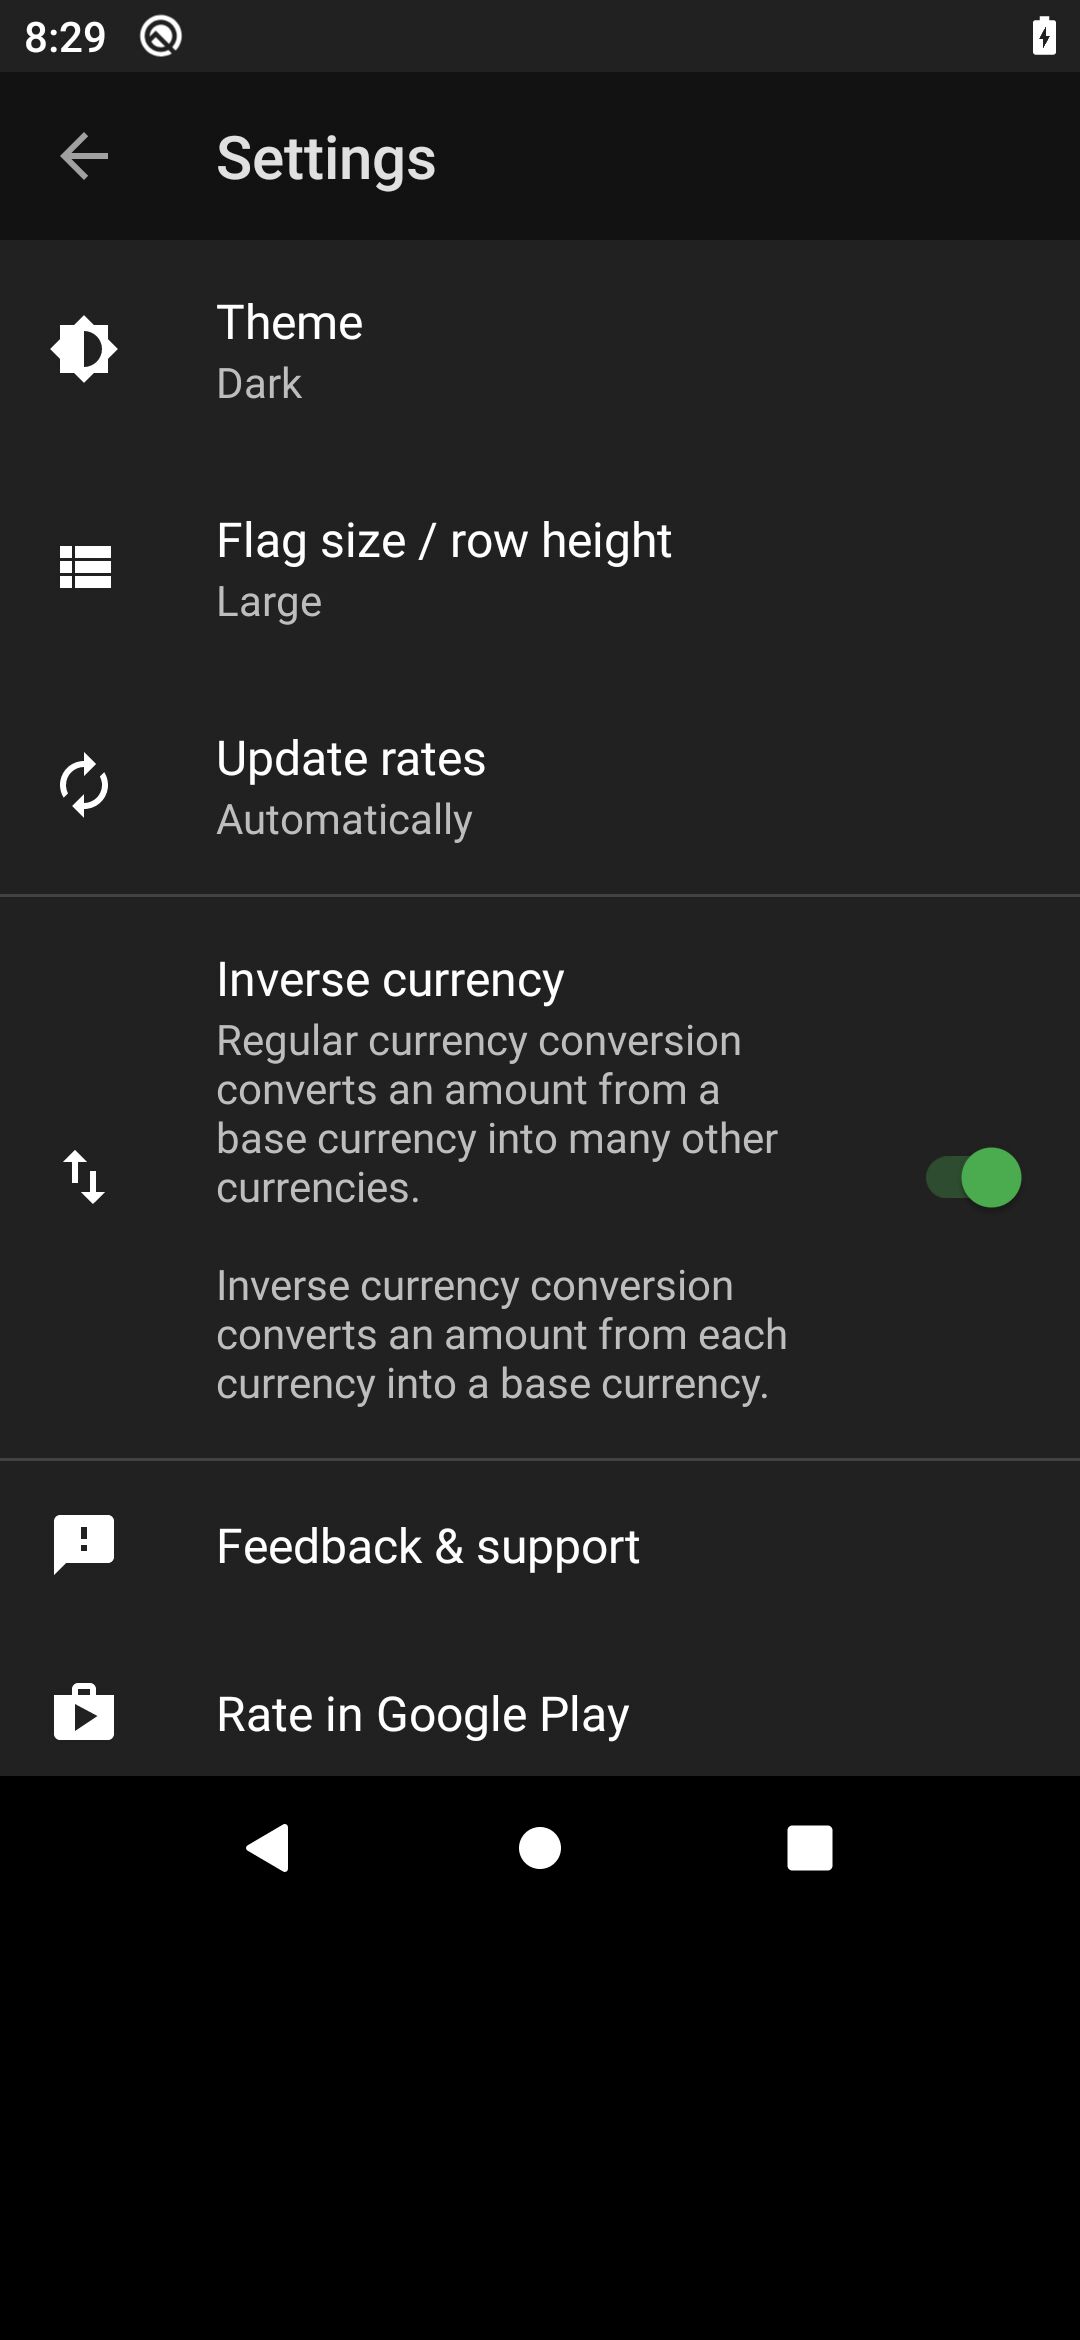 8:29
Settings
Theme
Dark
Flag size / row height
Large
Update rates
Automatically
Inverse currency
Regular currency conversion
converts an amount from a
base currency into many other
currencies.
Inverse currency conversion
converts an amount from each
currency into a base currency.
Feedback & support
Rate in Google Play